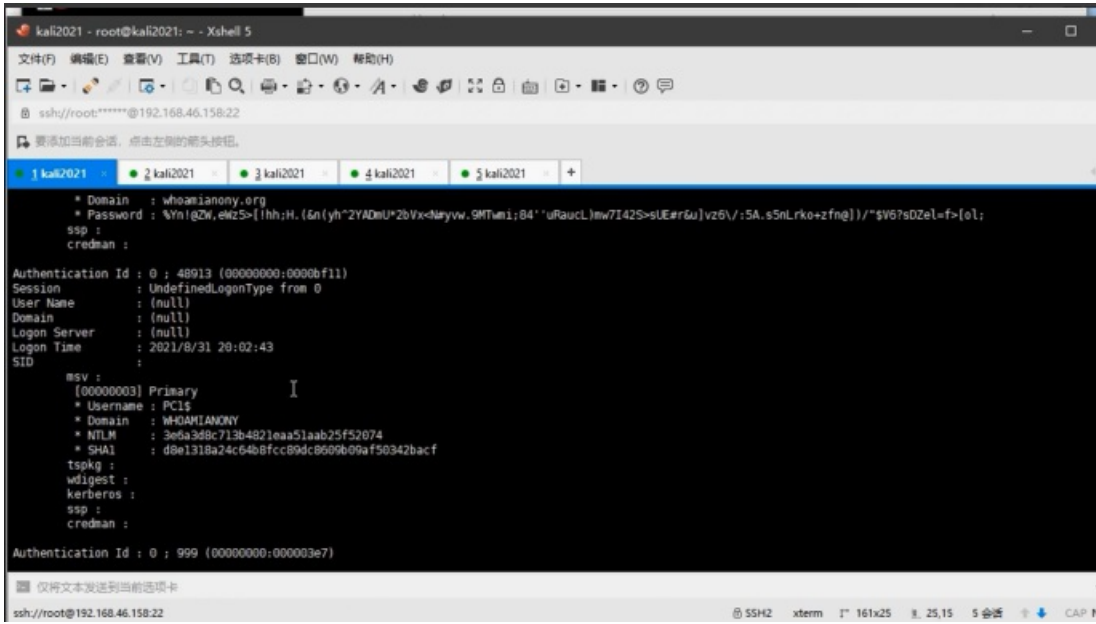 kali2021 - root@kali2021: ~ - Xshell 5
文件(F) 编辑(E) 查看(V) 工具(T) 选项卡(B) 窗口(W) 帮助(H)
ssh://root:******@192.168.46.158:22
要添加当前会话，点击左侧的箭头按钮。
1 kali2021 2 kali2021 3 kali2021 4 kali2021 5 kali2021 +
* Domain : whoamianony.org
* Password :
ssp :
credman :
Authentication Id : 0 ; 48913 (00000000:0000bf11)
Session : UndefinedLogonType from 0
User Name : (null)
Domain : (null)
Logon Server : (null)
Logon Time : 2021/8/31 20:02:43
SID :
msv :
[00000003] Primary
* Username : PC1$
* Domain : WHOAMIANONY
* NTLM : 3e6a3d8c713b4821eaa51aab25f52074
* SHA1 : d8e1318a24c64b8fcc89dc8609b09af50342bacf
tspkg :
wdigest :
kerberos :
ssp :
credman :
Authentication Id : 0 ; 999 (00000000:000003e7)
仅将文本发送到当前选项卡
ssh://root@192.168.46.158:22 SSH2 xterm 161x25 25,15 5 会话 CAP